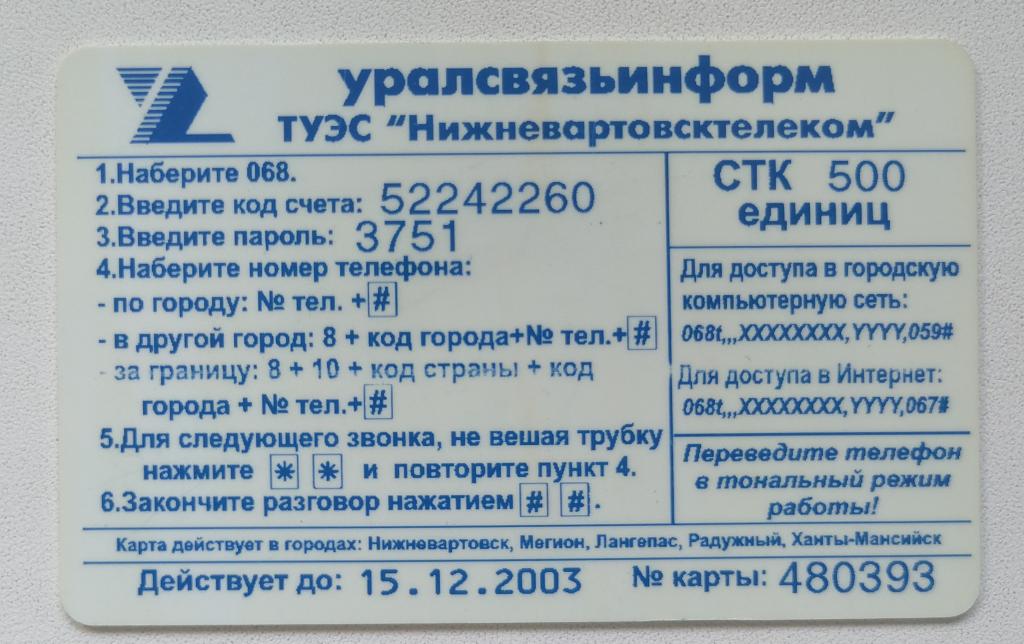 уралсвязьинформ
ТУЭС "Нижневартовсктелеком"
1.Наберите 068.
2.Введите код счета: 52242260
3.Введите пароль: 3751
4.Наберите номер телефона:
- по городу: № тел. +#
- в другой город: 8 + код города+№ тел.+#
- за границу: 8 + 10 + код страны + код
города + № тел.+#
5.Для следующего звонка, не вешая трубку
нажмите * * и повторите пункт 4.
6.Закончите разговор нажатием # #.
СТК 500
единиц
Для доступа в городскую
компьютерную сеть:
068t,,,XXXXXXXX,YYYY,059#
Для доступа в Интернет:
068t,,,XXXXXXXX,YYYY,067#
Переведите телефон
в тональный режим
работы!
Карта действует в городах: Нижневартовск, Мегион, Лангепас, Радужный, Ханты-Мансийск
Действует до: 15.12.2003 № карты: 480393